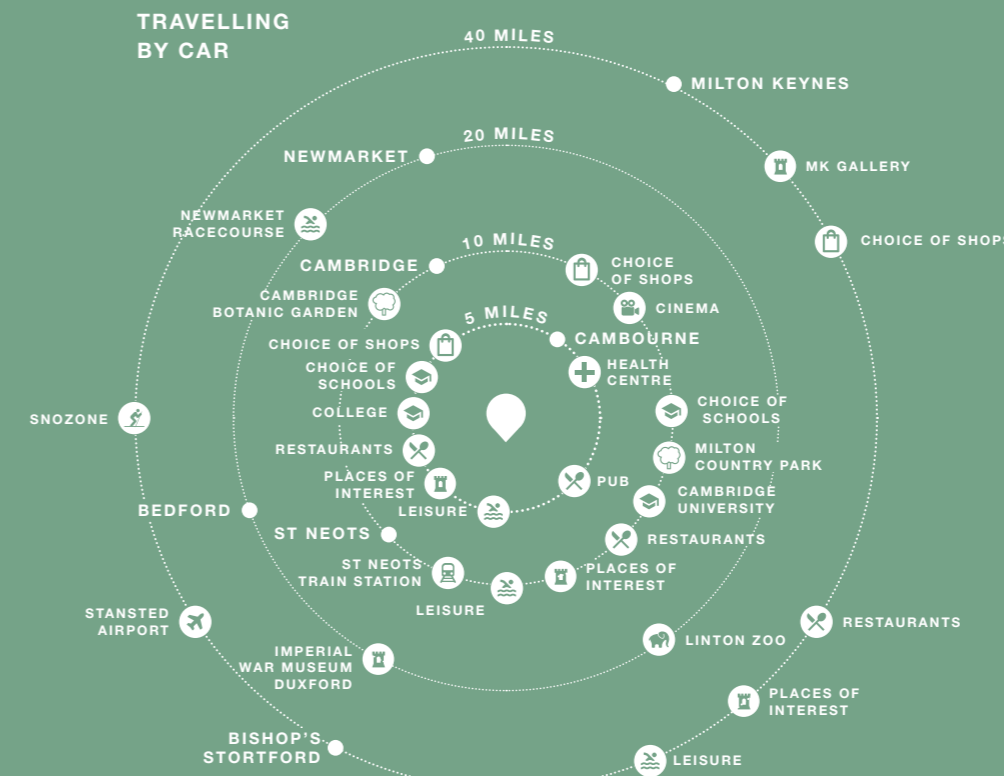 TRAVELLING
BY CAR
40 MILES
MILTON KEYNES
MK GALLERY
CHOICE OF SHOPS
RESTAURANTS
PLACES OF
INTEREST
LEISURE
BISHOP'S
STORTFORD
STANSTED
AIRPORT
SNOZONE
20 MILES
NEWMARKET
NEWMARKET
RACECOURSE
BEDFORD
IMPERIAL
WAR MUSEUM
DUXFORD
LINTON ZOO
10 MILES
CHOICE
OF SHOPS
CINEMA
CHOICE OF
SCHOOLS
MILTON
COUNTRY PARK
CAMBRIDGE
UNIVERSITY
RESTAURANTS
PLACES OF
INTEREST
LEISURE
ST NEOTS
TRAIN STATION
ST NEOTS
CAMBRIDGE
BOTANIC GARDEN
CAMBRIDGE
5 MILES
CAMBOURNE
HEALTH
CENTRE
PUB
LEISURE
PLACES OF
INTEREST
RESTAURANTS
COLLEGE
CHOICE OF
SCHOOLS
CHOICE OF SHOPS